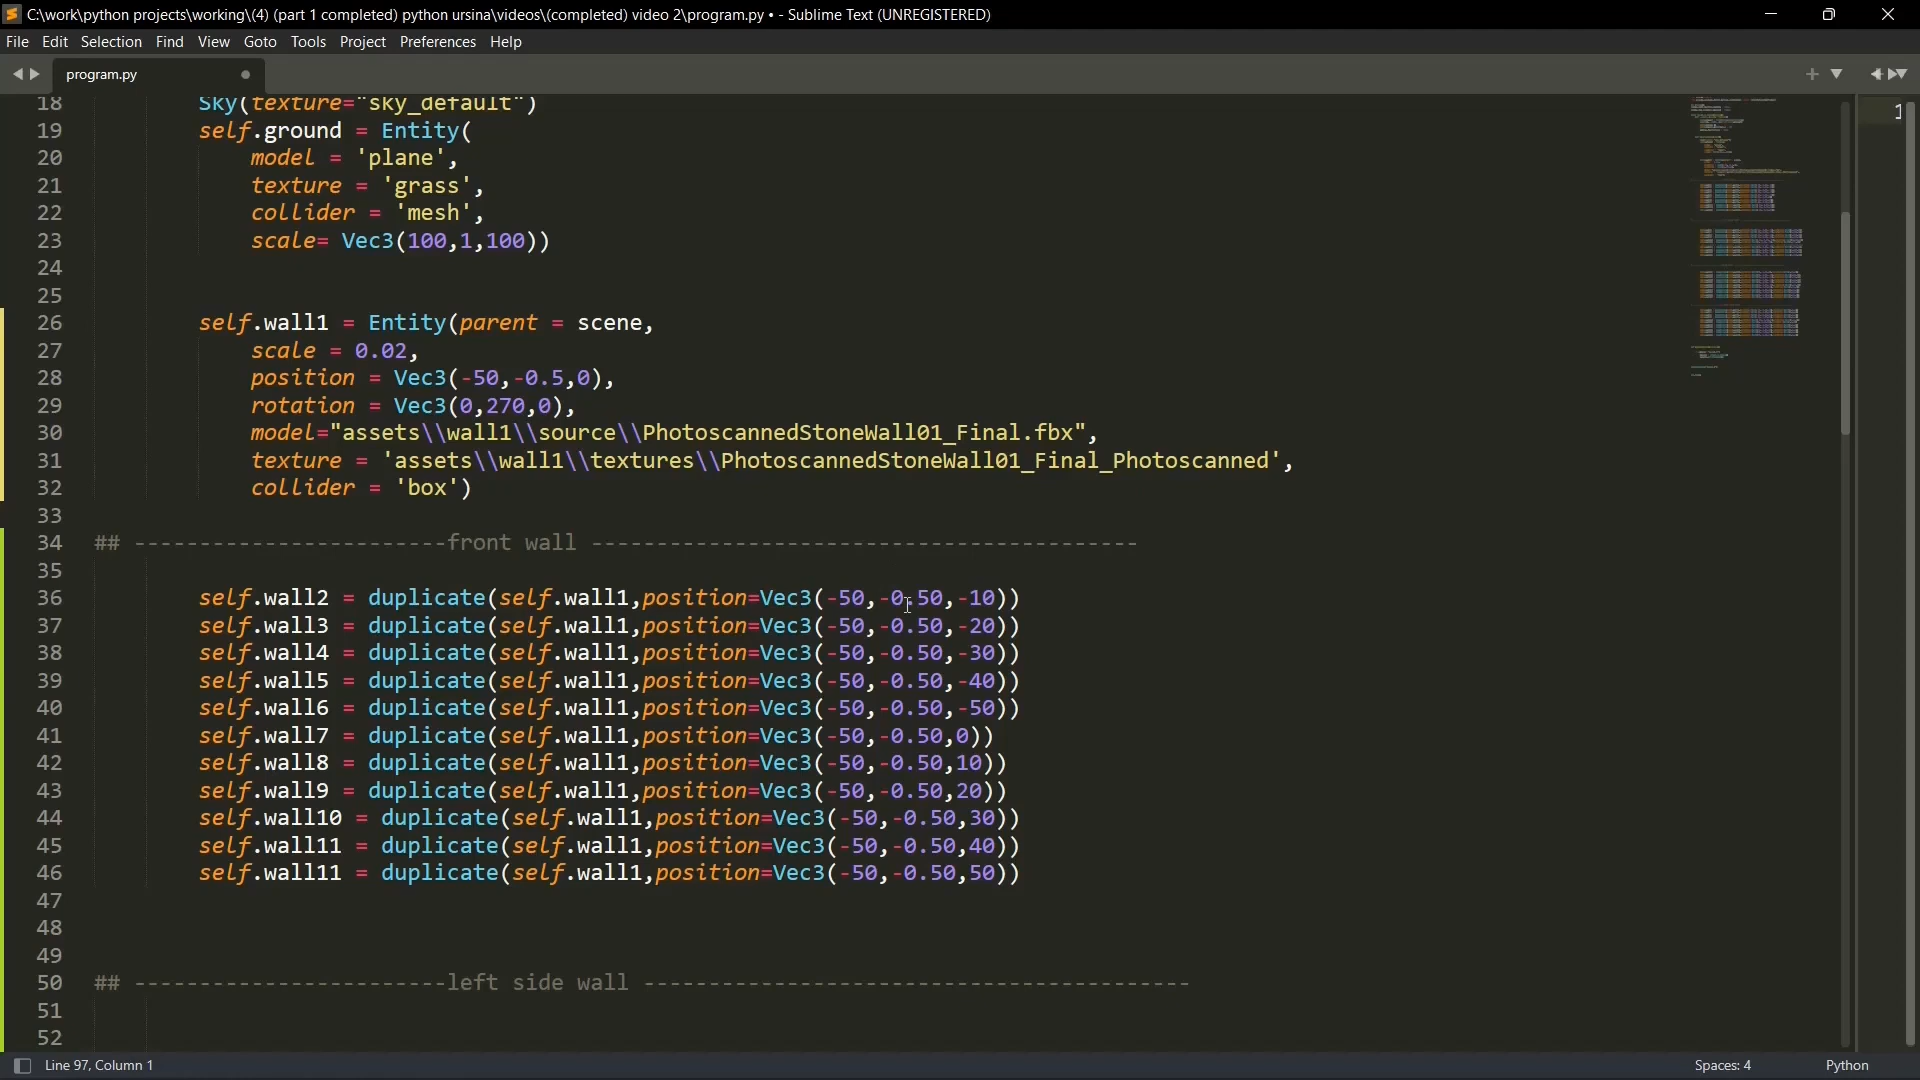 C:\work\python projects\working\(4) (part 1 completed) python ursina\videos\(completed) video 2\program.py • - Sublime Text (UNREGISTERED)
File Edit Selection Find View Goto Tools Project Preferences Help
program.py
18 Sky(texture="sky_default")
19 self.ground = Entity(
20 model = 'plane',
21 texture = 'grass',
22 collider = 'mesh',
23 scale= Vec3(100,1,100))
24
25
26 self.wall1 = Entity(parent = scene,
27 scale = 0.02,
28 position = Vec3(-50,-0.5,0),
29 rotation = Vec3(0,270,0),
30 model="assets\\wall1\\source\\PhotoscannedStoneWall01_Final.fbx",
31 texture = 'assets\\wall1\\textures\\PhotoscannedStoneWall01_Final_Photoscanned',
32 collider = 'box')
33
34 ## ------------------------front wall ------------------------------------------
35
36 self.wall2 = duplicate(self.wall1,position=Vec3(-50,-0.50,-10))
37 self.wall3 = duplicate(self.wall1,position=Vec3(-50,-0.50,-20))
38 self.wall4 = duplicate(self.wall1,position=Vec3(-50,-0.50,-30))
39 self.wall5 = duplicate(self.wall1,position=Vec3(-50,-0.50,-40))
40 self.wall6 = duplicate(self.wall1,position=Vec3(-50,-0.50,-50))
41 self.wall7 = duplicate(self.wall1,position=Vec3(-50,-0.50,0))
42 self.wall8 = duplicate(self.wall1,position=Vec3(-50,-0.50,10))
43 self.wall9 = duplicate(self.wall1,position=Vec3(-50,-0.50,20))
44 self.wall10 = duplicate(self.wall1,position=Vec3(-50,-0.50,30))
45 self.wall11 = duplicate(self.wall1,position=Vec3(-50,-0.50,40))
46 self.wall11 = duplicate(self.wall1,position=Vec3(-50,-0.50,50))
47
48
49
50 ## ------------------------left side wall ------------------------------------------
51
52
1
Line 97, Column 1
Spaces: 4
Python